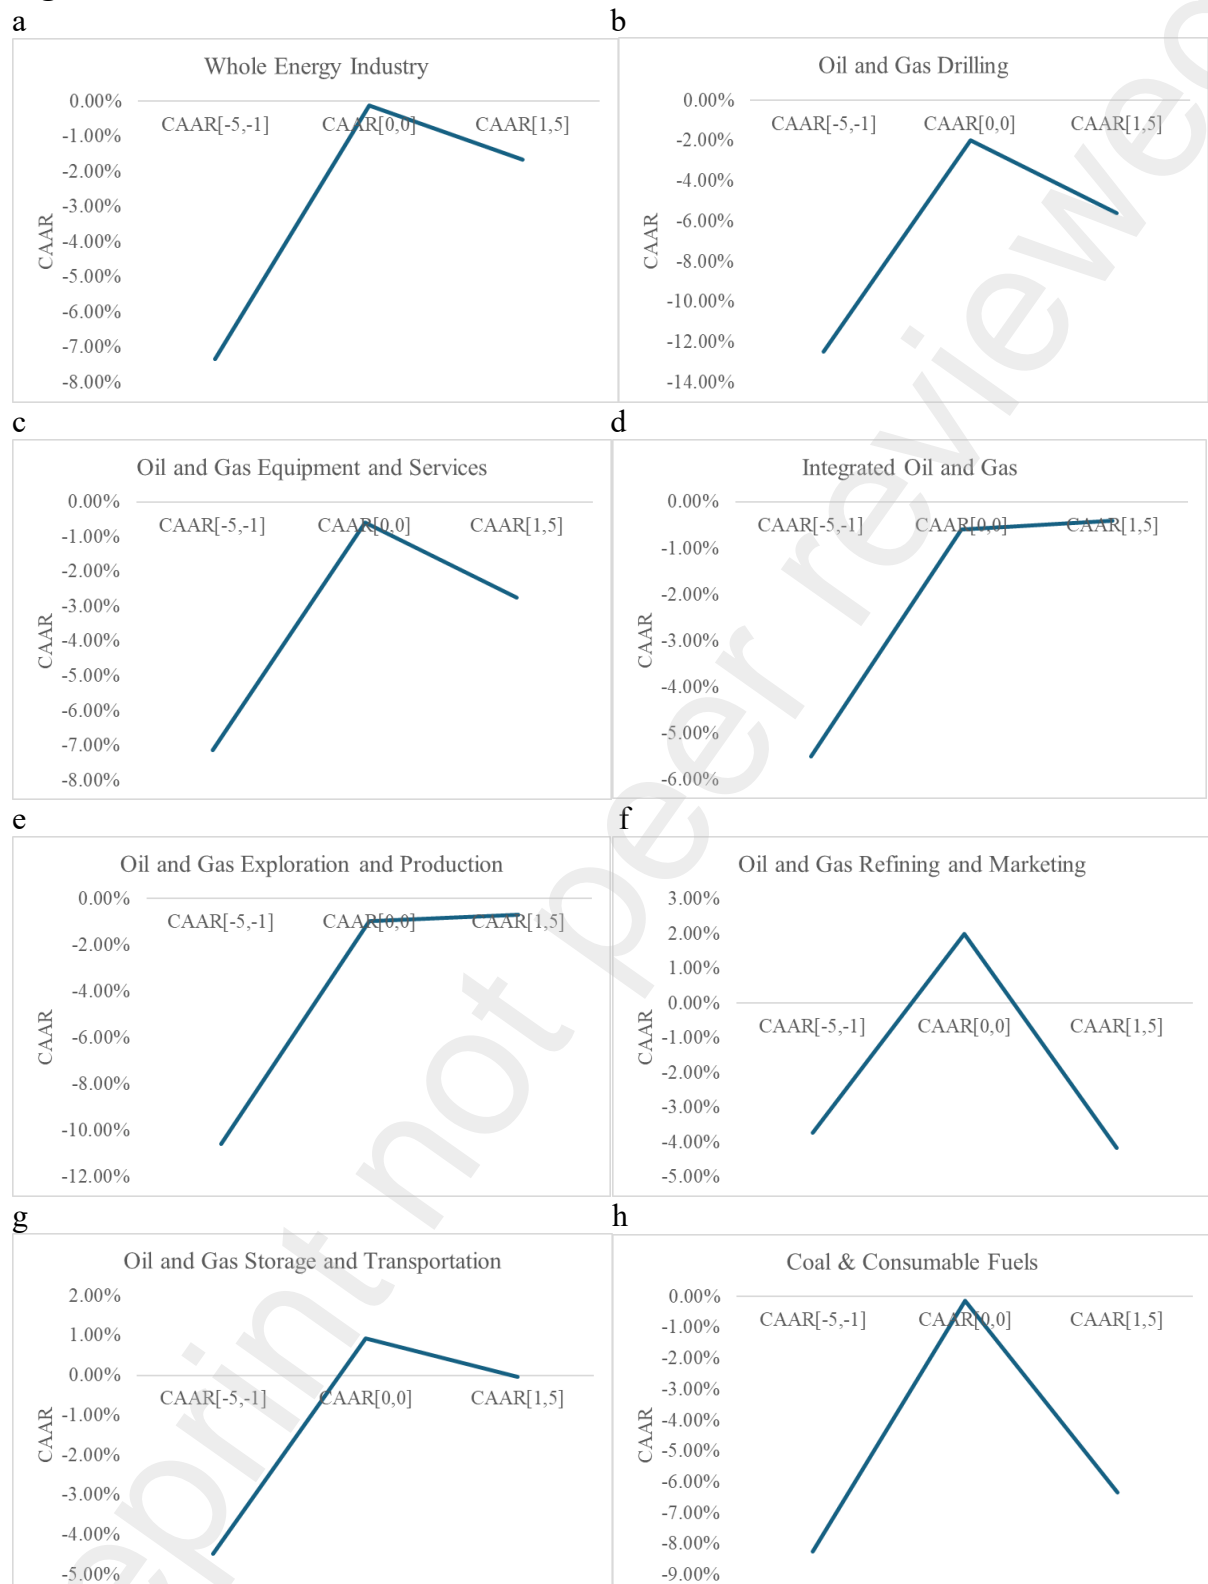 a
Whole Energy Industry
0.00%
CAAR[-5,-1] CAAR[0,0] CAAR[1,5]
-1.00%
-2.00%
-3.00%
-4.00%
-5.00%
-6.00%
-7.00%
-8.00%
CAAR
b
Oil and Gas Drilling
0.00%
CAAR[-5,-1] CAAR[0,0] CAAR[1,5]
-2.00%
-4.00%
-6.00%
-8.00%
-10.00%
-12.00%
-14.00%
CAAR
c
Oil and Gas Equipment and Services
0.00%
CAAR[-5,-1] CAAR[0,0] CAAR[1,5]
-1.00%
-2.00%
-3.00%
-4.00%
-5.00%
-6.00%
-7.00%
-8.00%
CAAR
d
Integrated Oil and Gas
0.00%
CAAR[-5,-1] CAAR[0,0] CAAR[1,5]
-1.00%
-2.00%
-3.00%
-4.00%
-5.00%
-6.00%
CAAR
e
Oil and Gas Exploration and Production
0.00%
CAAR[-5,-1] CAAR[0,0] CAAR[1,5]
-2.00%
-4.00%
-6.00%
-8.00%
-10.00%
-12.00%
CAAR
f
Oil and Gas Refining and Marketing
3.00%
2.00%
1.00%
0.00%
CAAR[-5,-1] CAAR[0,0] CAAR[1,5]
-1.00%
-2.00%
-3.00%
-4.00%
-5.00%
CAAR
g
Oil and Gas Storage and Transportation
2.00%
1.00%
0.00%
CAAR[-5,-1] CAAR[0,0] CAAR[1,5]
-1.00%
-2.00%
-3.00%
-4.00%
-5.00%
CAAR
h
Coal & Consumable Fuels
0.00%
CAAR[-5,-1] CAAR[0,0] CAAR[1,5]
-1.00%
-2.00%
-3.00%
-4.00%
-5.00%
-6.00%
-7.00%
-8.00%
-9.00%
CAAR
eprint not peer reviewed